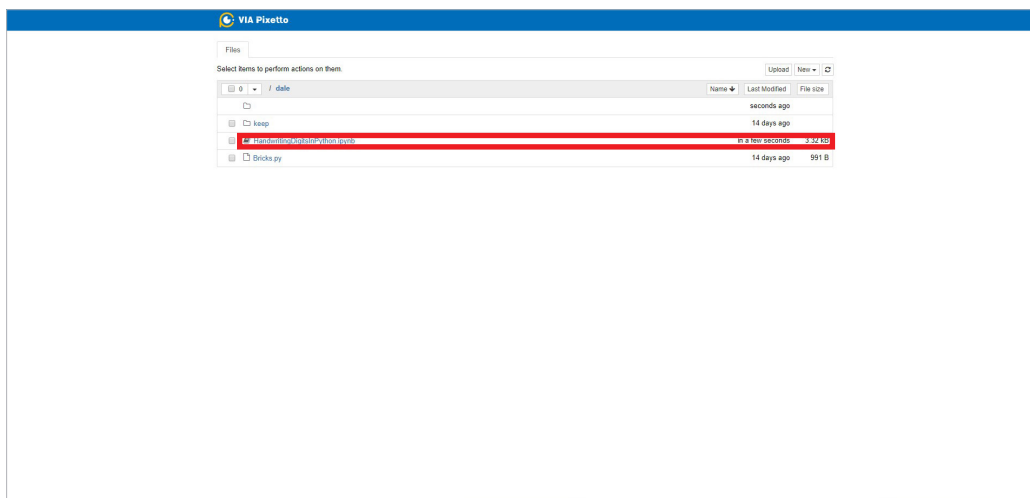 VIA Pixetto
Files
Select items to perform actions on them.
Upload New
0 / dale
Name Last Modified File size
seconds ago
keep 14 days ago
HandwritingDigitsInPython.ipynb in a few seconds 3.32 kB
Bricks.py 14 days ago 991 B